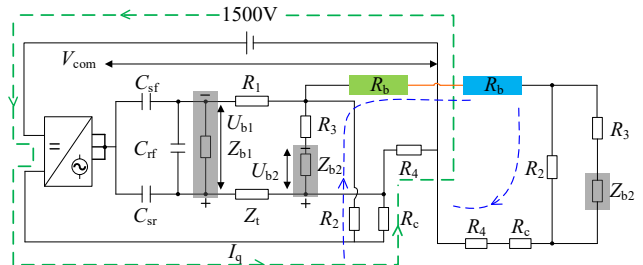 1500V
V_com
C_sf
R_1
R_b
R_b
U_b1
R_3
R_3
C_rf
Z_b1
U_b2
Z_b2
R_4
R_2
Z_b2
C_sr
Z_t
R_2
R_c
R_4
R_c
I_q
− + − + =